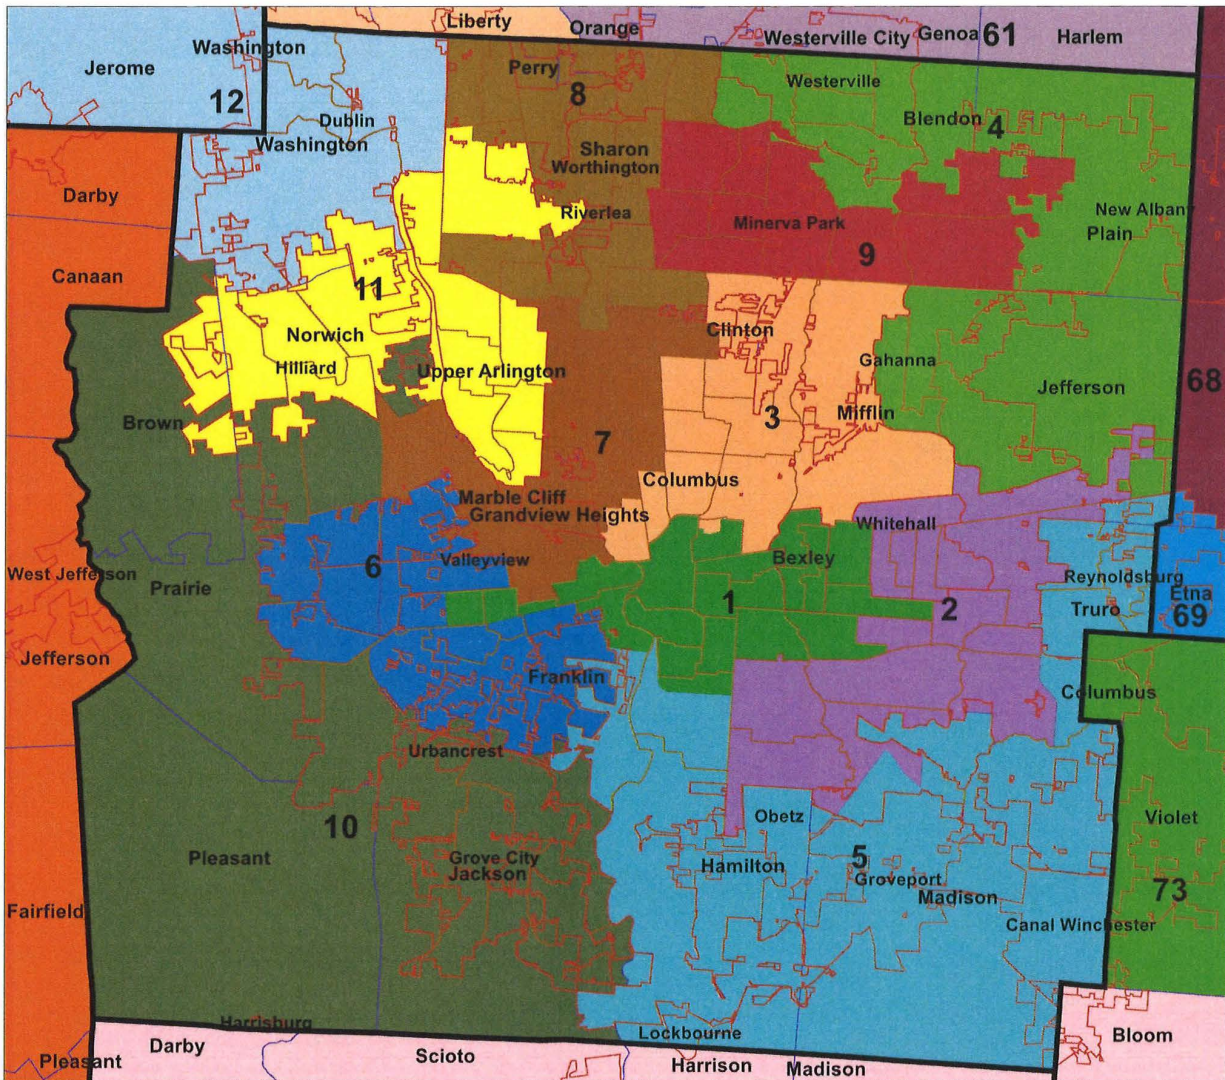 Liberty
Orange
Westerville City
Genoa 61
Harlem
Washington
Jerome
12
Perry
8
Westerville
Dublin
Washington
Blendon 4
Darby
Sharon
Worthington
Riverlea
Minerva Park
9
New Albany
Plain
Canaan
11
Norwich
Hilliard
Upper Arlington
Clinton
Gahanna
Jefferson
68
Brown
7
3
Mifflin
Columbus
Marble Cliff
Grandview Heights
Whitehall
West Jefferson
Prairie
6
Valleyview
Bexley
Reynoldsburg
Truro
Etna
69
1
2
Jefferson
Franklin
Columbus
Urbancrest
10
Pleasant
Grove City
Jackson
Obetz
Hamilton
5
Groveport
Madison
Violet
73
Fairfield
Canal Winchester
Harrisburg
Lockbourne
Bloom
Pleasant
Darby
Scioto
Harrison
Madison